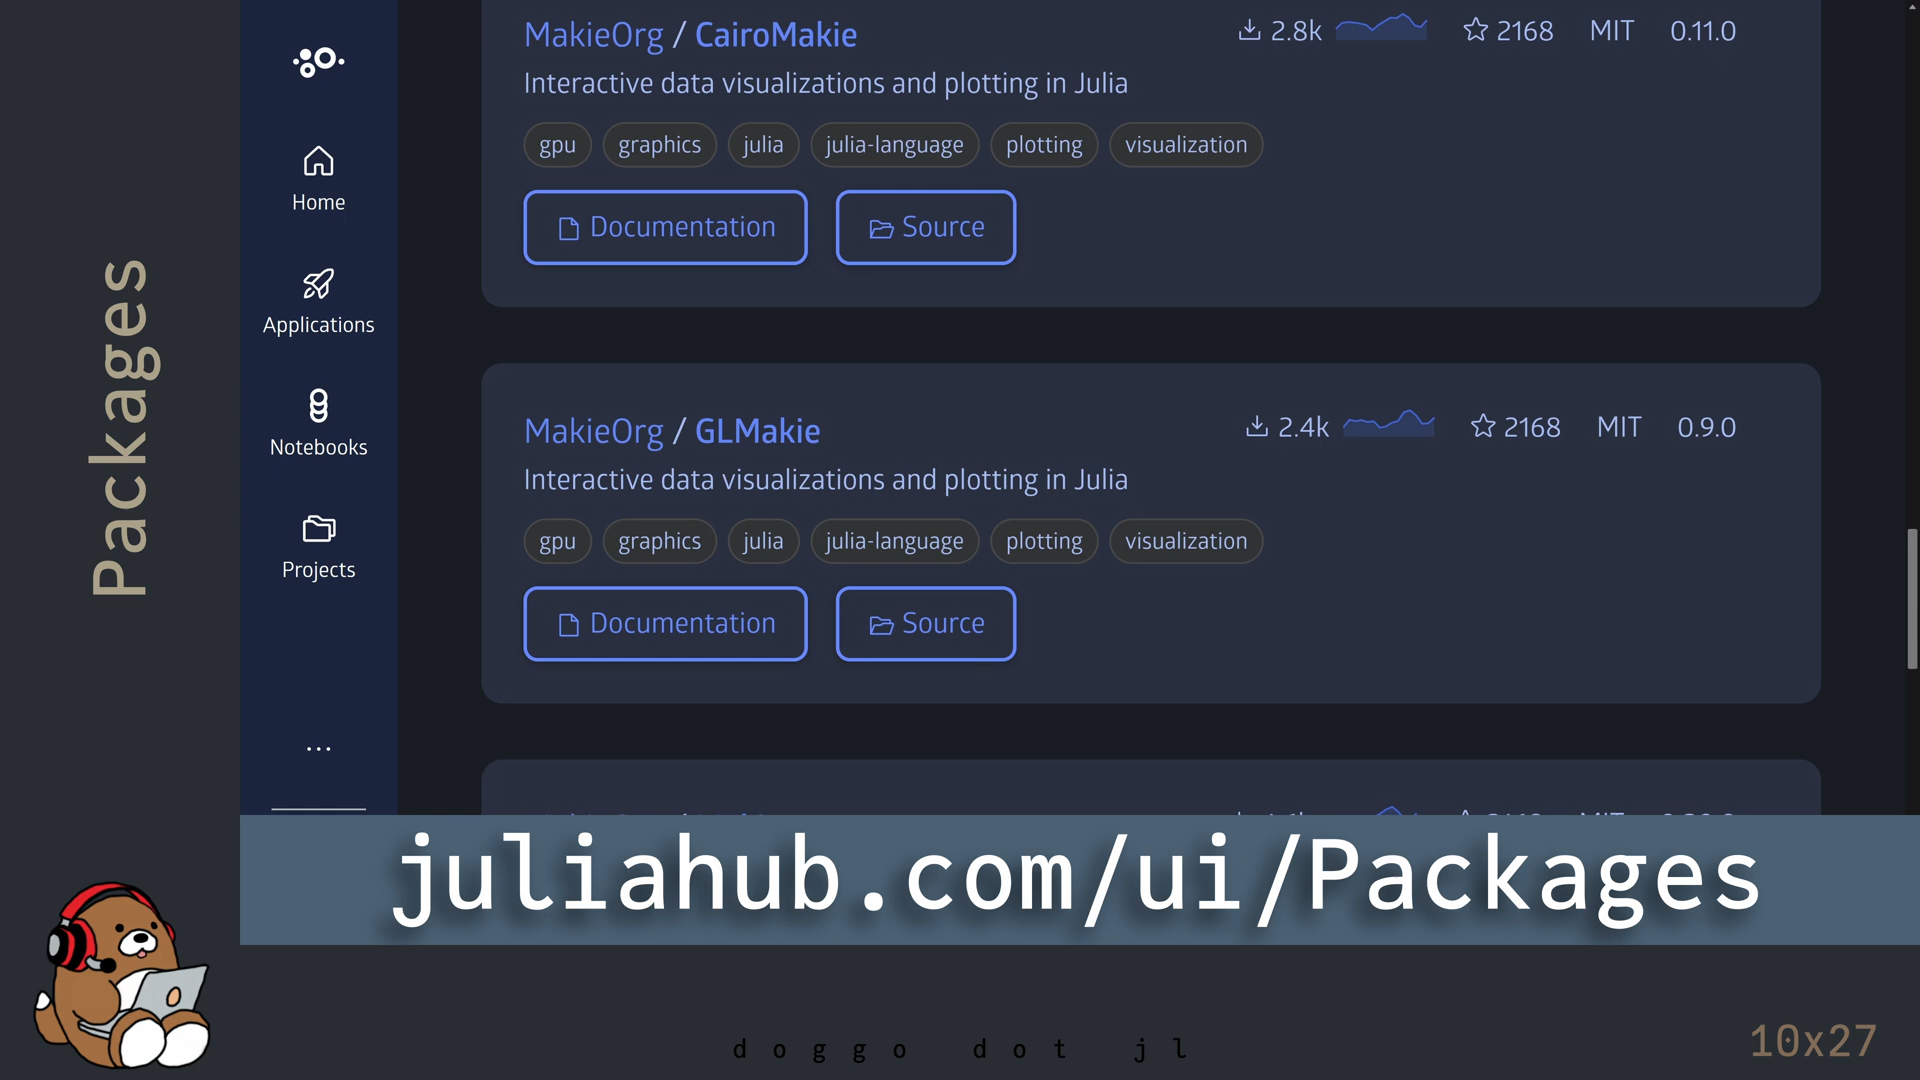 Packages
Home
Applications
Notebooks
Projects
...
MakieOrg / CairoMakie
2.8k 2168 MIT 0.11.0
Interactive data visualizations and plotting in Julia
gpu graphics julia julia-language plotting visualization
Documentation Source
MakieOrg / GLMakie
2.4k 2168 MIT 0.9.0
Interactive data visualizations and plotting in Julia
gpu graphics julia julia-language plotting visualization
Documentation Source
juliahub.com/ui/Packages
doggo dot jl
10x27